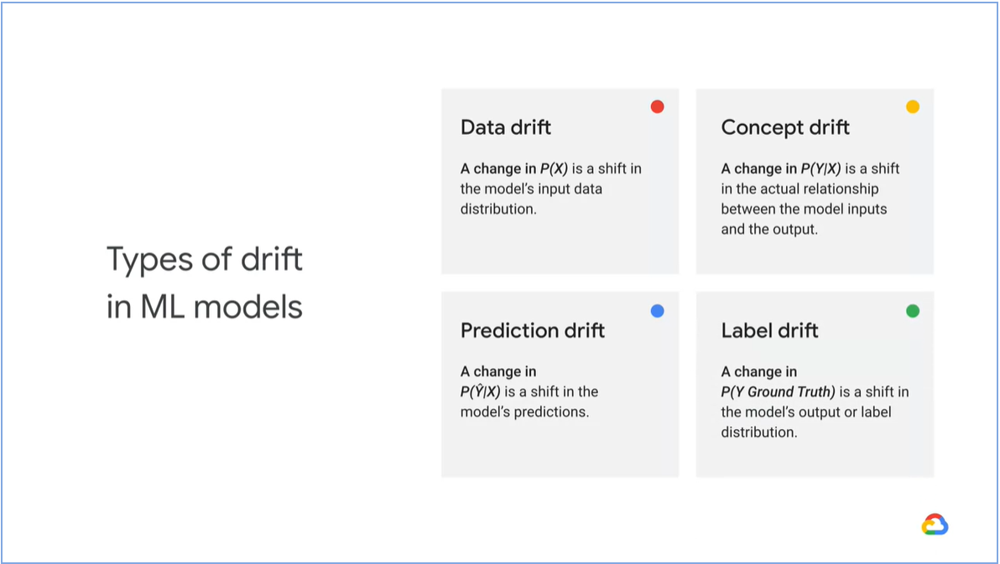 Types of drift
in ML models
Data drift
A change in P(X) is a shift in
the model's input data
distribution.
Concept drift
A change in P(Y|X) is a shift
in the actual relationship
between the model inputs
and the output.
Prediction drift
A change in
P(Ŷ|X) is a shift in the
model's predictions.
Label drift
A change in
P(Y Ground Truth) is a shift in
the model's output or label
distribution.